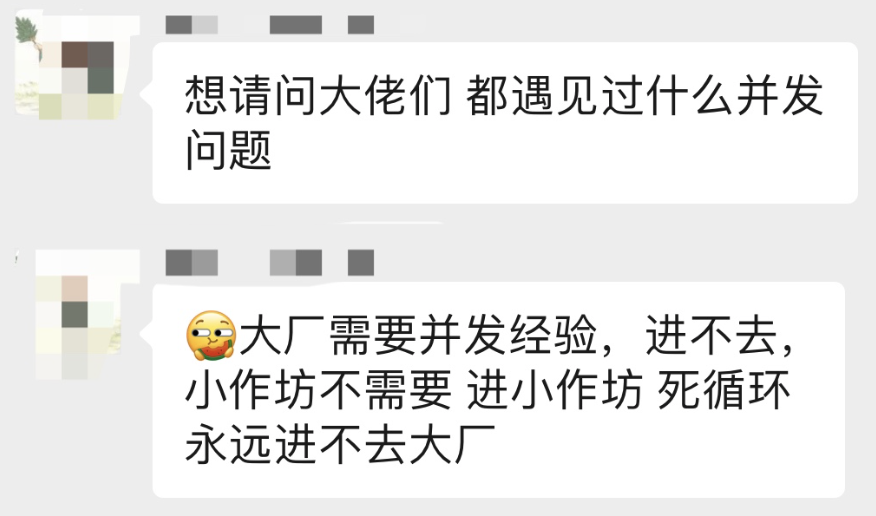 想请问大佬们 都遇见过什么并发
问题
大厂需要并发经验，进不去，
小作坊不需要 进小作坊 死循环
永远进不去大厂